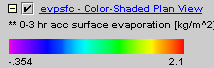 evpsfc - Color-Shaded Plan View
** 0-3 hr acc surface evaporation [kg/m^2]
-.354 2.1